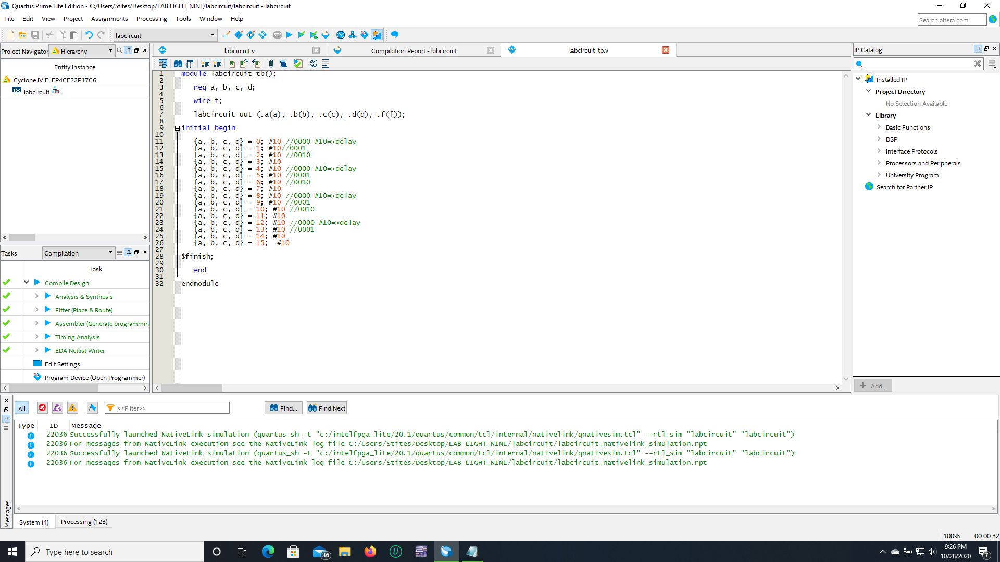 Quartus Prime Lite Edition - C:/Users/Stites/Desktop/LAB EIGHT_NINE/labcircuit/labcircuit - labcircuit
File Edit View Project Assignments Processing Tools Window Help
Search altera.com
labcircuit
STOP
Project Navigator Hierarchy
Entity:Instance
Cyclone IV E: EP4CE22F17C6
abc labcircuit
Tasks Compilation
Task
Compile Design
Analysis & Synthesis
Fitter (Place & Route)
Assembler (Generate programmin
Timing Analysis
EDA Netlist Writer
Edit Settings
Program Device (Open Programmer)
abc labcircuit.v
Compilation Report - labcircuit
abc labcircuit_tb.v
267
268
1 module labcircuit_tb();
2
3 reg a, b, c, d;
4
5 wire f;
6
7 labcircuit uut (.a(a), .b(b), .c(c), .d(d), .f(f));
8
9 initial begin
10
11 {a, b, c, d} = 0; #10 //0000 #10=>delay
12 {a, b, c, d} = 1; #10//0001
13 {a, b, c, d} = 2; #10 //0010
14 {a, b, c, d} = 3; #10
15 {a, b, c, d} = 4; #10 //0000 #10=>delay
16 {a, b, c, d} = 5; #10 //0001
17 {a, b, c, d} = 6; #10 //0010
18 {a, b, c, d} = 7; #10
19 {a, b, c, d} = 8; #10 //0000 #10=>delay
20 {a, b, c, d} = 9; #10 //0001
21 {a, b, c, d} = 10; #10 //0010
22 {a, b, c, d} = 11; #10
23 {a, b, c, d} = 12; #10 //0000 #10=>delay
24 {a, b, c, d} = 13; #10 //0001
25 {a, b, c, d} = 14; #10
26 {a, b, c, d} = 15;  #10
27
28 $finish;
29
30 end
31
32 endmodule
IP Catalog
Installed IP
Project Directory
No Selection Available
Library
Basic Functions
DSP
Interface Protocols
Processors and Peripherals
University Program
Search for Partner IP
+ Add...
All <<Filter>> Find... Find Next
Type ID Message
22036 Successfully launched NativeLink simulation (quartus_sh -t "c:/intelfpga_lite/20.1/quartus/common/tcl/internal/nativelink/qnativesim.tcl" --rtl_sim "labcircuit" "labcircuit")
22036 For messages from NativeLink execution see the NativeLink log file C:/Users/Stites/Desktop/LAB EIGHT_NINE/labcircuit/labcircuit_nativelink_simulation.rpt
22036 Successfully launched NativeLink simulation (quartus_sh -t "c:/intelfpga_lite/20.1/quartus/common/tcl/internal/nativelink/qnativesim.tcl" --rtl_sim "labcircuit" "labcircuit")
22036 For messages from NativeLink execution see the NativeLink log file C:/Users/Stites/Desktop/LAB EIGHT_NINE/labcircuit/labcircuit_nativelink_simulation.rpt
Messages
System (4) Processing (123)
100% 00:00:32
Type here to search
36
9:26 PM
10/28/2020
7